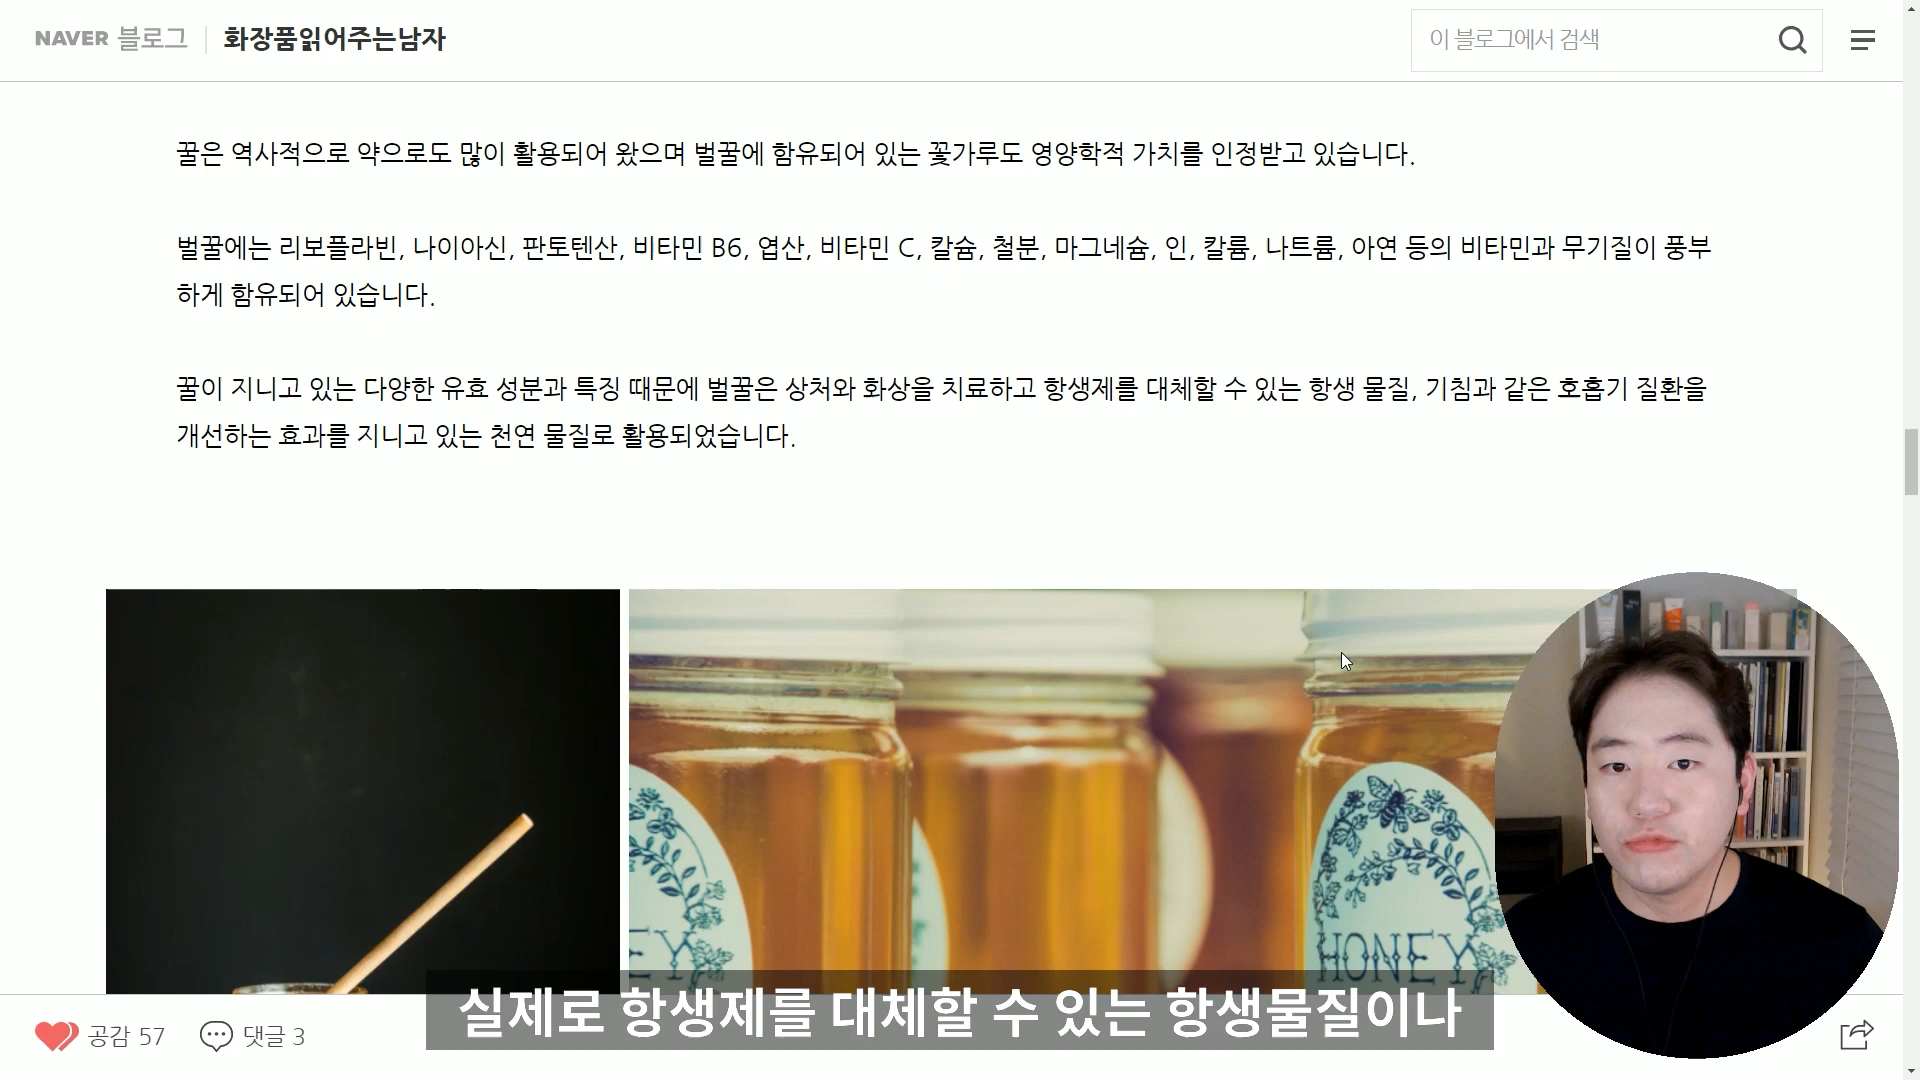 NAVER 블로그 화장품읽어주는남자
이 블로그에서 검색
꿀은 역사적으로 약으로도 많이 활용되어 왔으며 벌꿀에 함유되어 있는 꽃가루도 영양학적 가치를 인정받고 있습니다.
벌꿀에는 리보플라빈, 나이아신, 판토텐산, 비타민 B6, 엽산, 비타민 C, 칼슘, 철분, 마그네슘, 인, 칼륨, 나트륨, 아연 등의 비타민과 무기질이 풍부
하게 함유되어 있습니다.
꿀이 지니고 있는 다양한 유효 성분과 특징 때문에 벌꿀은 상처와 화상을 치료하고 항생제를 대체할 수 있는 항생 물질, 기침과 같은 호흡기 질환을
개선하는 효과를 지니고 있는 천연 물질로 활용되었습니다.
EY
HONEY
실제로 항생제를 대체할 수 있는 항생물질이나
공감 57 댓글 3